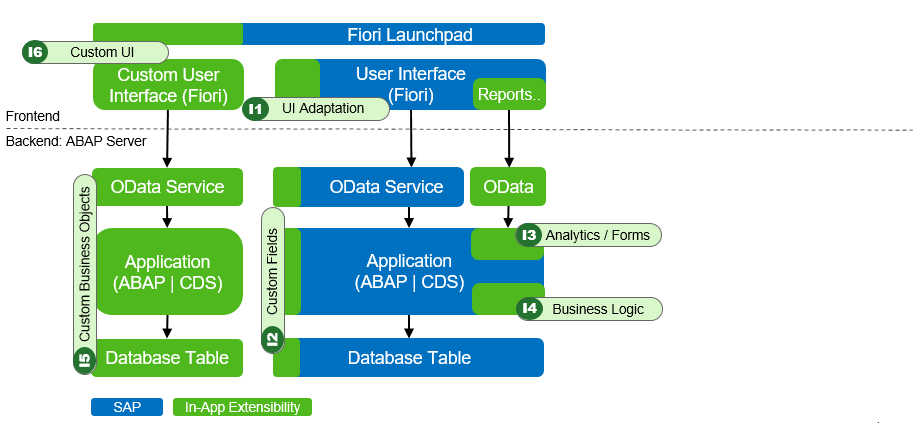 Fiori Launchpad
I6 Custom UI
Custom User
Interface (Fiori)
User Interface
(Fiori)
Reports..
I1 UI Adaptation
Frontend
Backend: ABAP Server
OData Service
OData Service
OData
I5 Custom Business Objects
I2 Custom Fields
I3 Analytics / Forms
Application
(ABAP | CDS)
Application
(ABAP | CDS)
I4 Business Logic
Database Table
Database Table
SAP
In-App Extensibility